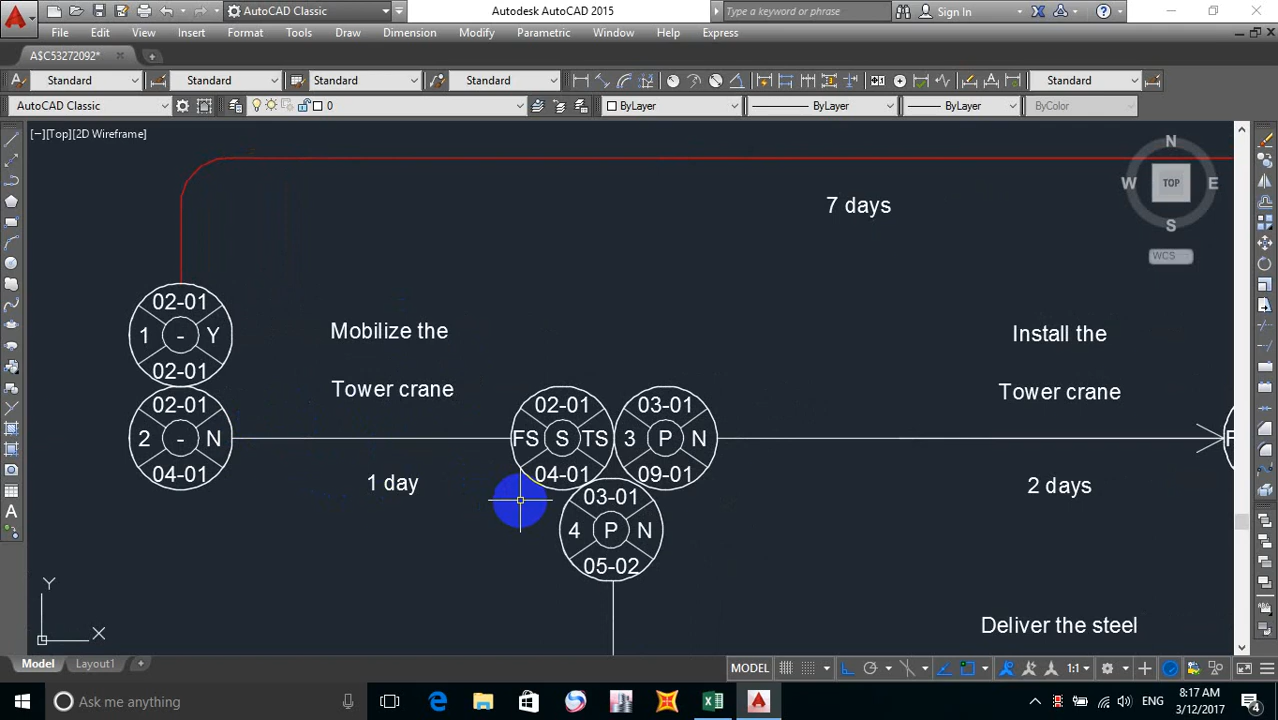 AutoCAD Classic
Autodesk AutoCAD 2015
Type a keyword or phrase
Sign In
File Edit View Insert Format Tools Draw Dimension Modify Parametric Window Help Express
A$C53272092*
Standard Standard Standard Standard Standard
AutoCAD Classic 0 ByLayer ByLayer ByLayer ByColor
[−][Top][2D Wireframe]
N
W TOP E
S
WCS
7 days
02-01
1 - Y
02-01
Mobilize the
Tower crane
Install the
Tower crane
02-01
2 - N
04-01
02-01
FS S TS
04-01
03-01
3 P N
09-01
F
1 day
2 days
03-01
4 P N
05-02
Deliver the steel
Y
X
Model Layout1
MODEL 1:1
Ask me anything
ENG
8:17 AM
3/12/2017
4